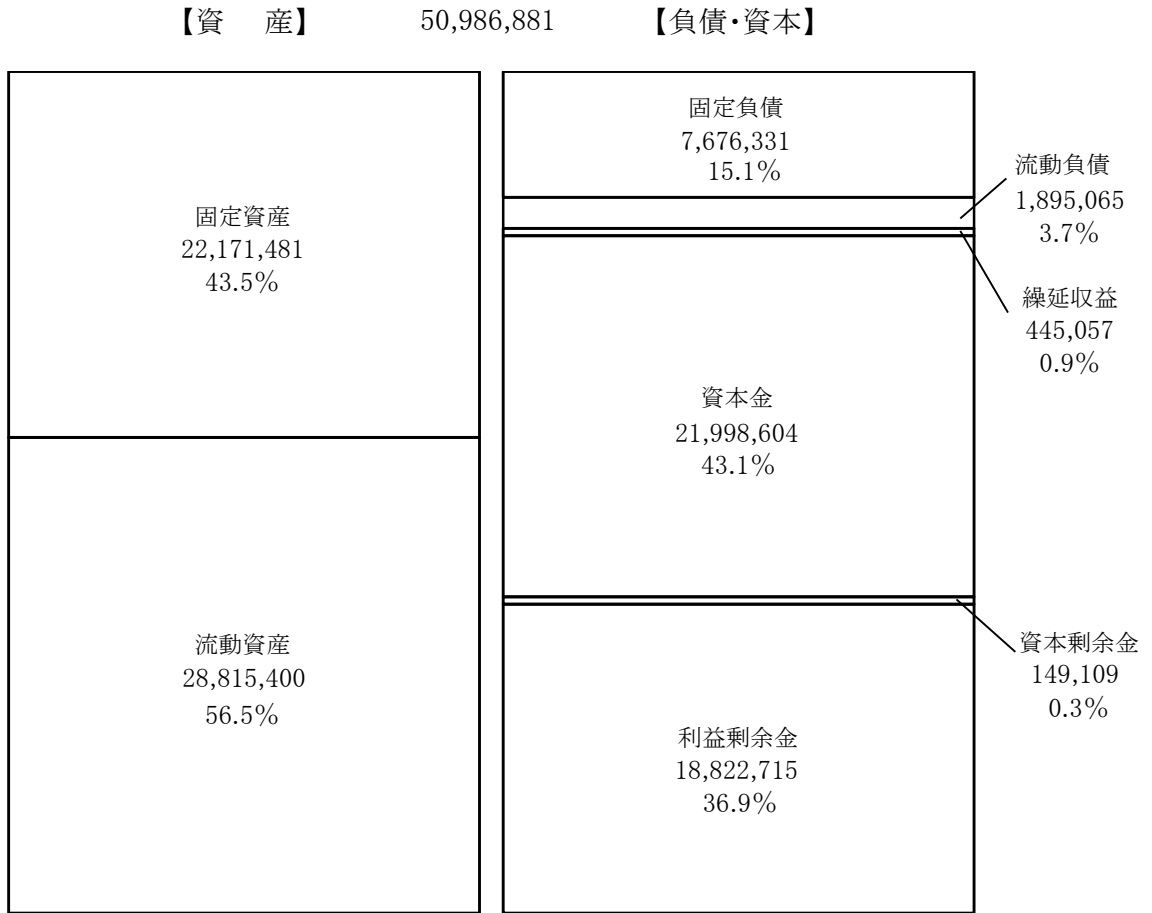 【資　産】 50,986,881 【負債・資本】
固定資産
22,171,481
43.5%
流動資産
28,815,400
56.5%
固定負債
7,676,331
15.1%
流動負債
1,895,065
3.7%
繰延収益
445,057
0.9%
資本金
21,998,604
43.1%
資本剰余金
149,109
0.3%
利益剰余金
18,822,715
36.9%